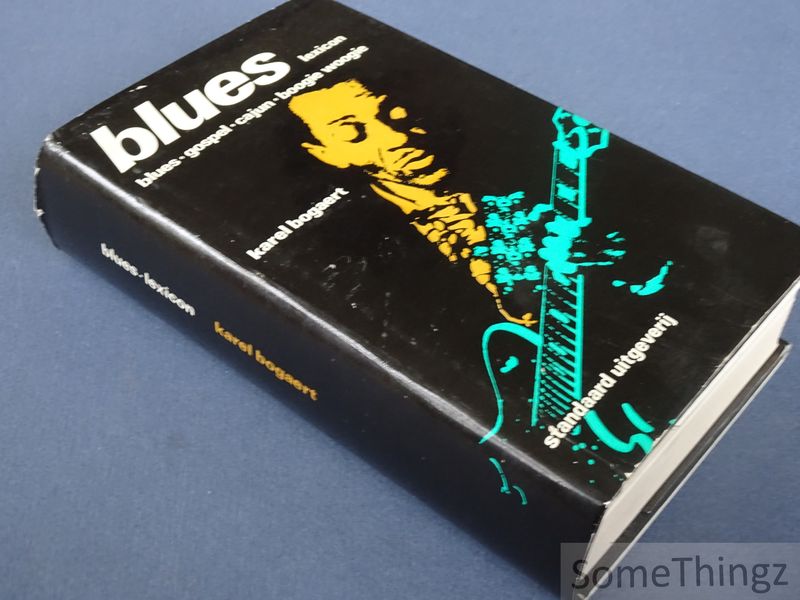 blues lexicon
blues · gospel · cajun · boogie woogie
karel bogaert
standaard uitgeverij
blues-lexicon
karel bogaert
SomeThingz